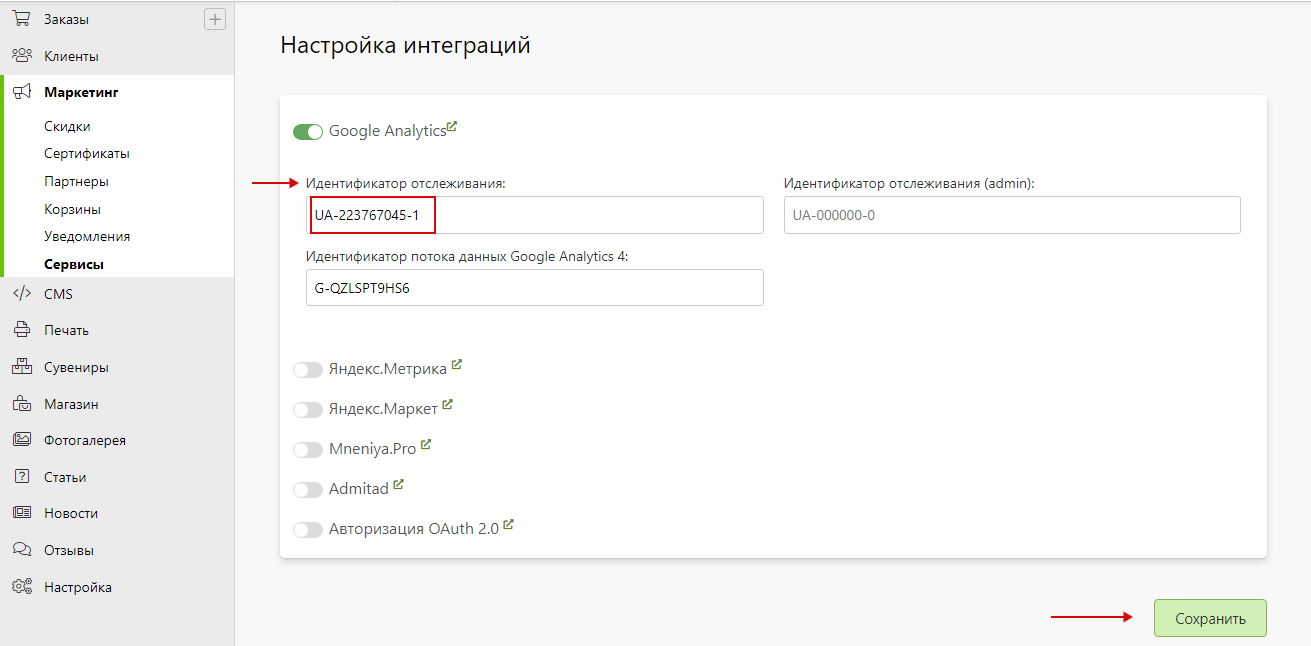 Заказы
Клиенты
Маркетинг
Скидки
Сертификаты
Партнеры
Корзины
Уведомления
Сервисы
CMS
Печать
Сувениры
Магазин
Фотогалерея
Статьи
Новости
Отзывы
Настройка
Настройка интеграций
Google Analytics
Идентификатор отслеживания:
UA-223767045-1
Идентификатор отслеживания (admin):
UA-000000-0
Идентификатор потока данных Google Analytics 4:
G-QZLSPT9HS6
Яндекс.Метрика
Яндекс.Маркет
Mneniya.Pro
Admitad
Авторизация OAuth 2.0
Сохранить